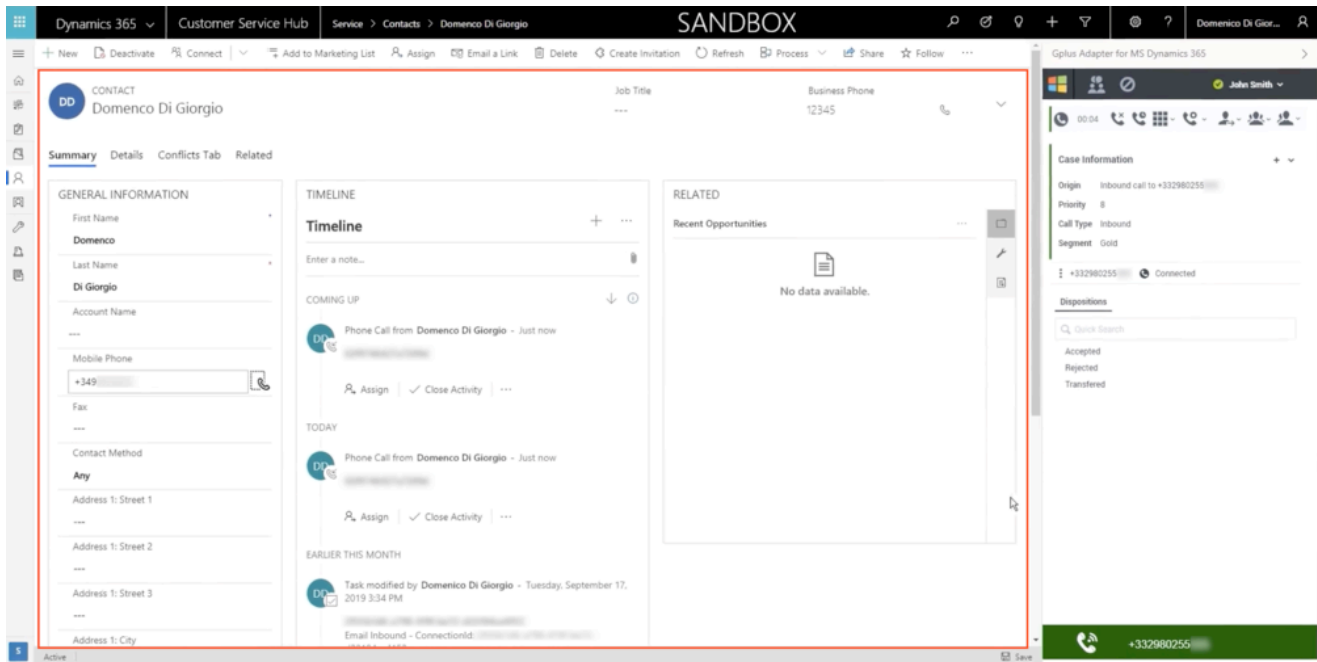 Dynamics 365
Customer Service Hub
Service > Contacts > Domenco Di Giorgio
SANDBOX
Domenico Di Gior...
New
Deactivate
Connect
Add to Marketing List
Assign
Email a Link
Delete
Create Invitation
Refresh
Process
Share
Follow
Gplus Adapter for MS Dynamics 365
DD
CONTACT
Domenco Di Giorgio
Job Title
---
Business Phone
12345
Summary
Details
Conflicts Tab
Related
GENERAL INFORMATION
First Name *
Domenco
Last Name *
Di Giorgio
Account Name
---
Mobile Phone
+349
Fax
---
Contact Method
Any
Address 1: Street 1
---
Address 1: Street 2
---
Address 1: Street 3
---
Address 1: City
TIMELINE
Timeline
Enter a note...
COMING UP
DD
Phone Call from Domenco Di Giorgio - Just now
Assign
Close Activity
TODAY
DD
Phone Call from Domenco Di Giorgio - Just now
Assign
Close Activity
EARLIER THIS MONTH
DD
Task modified by Domenico Di Giorgio - Tuesday, September 17,
2019 3:34 PM
Email Inbound - ConnectionId:
RELATED
Recent Opportunities
No data available.
John Smith
00:04
Case Information
Origin Inbound call to +332980255
Priority 8
Call Type Inbound
Segment Gold
+332980255
Connected
Dispositions
Quick Search
Accepted
Rejected
Transfered
+332980255
S
Active
Save